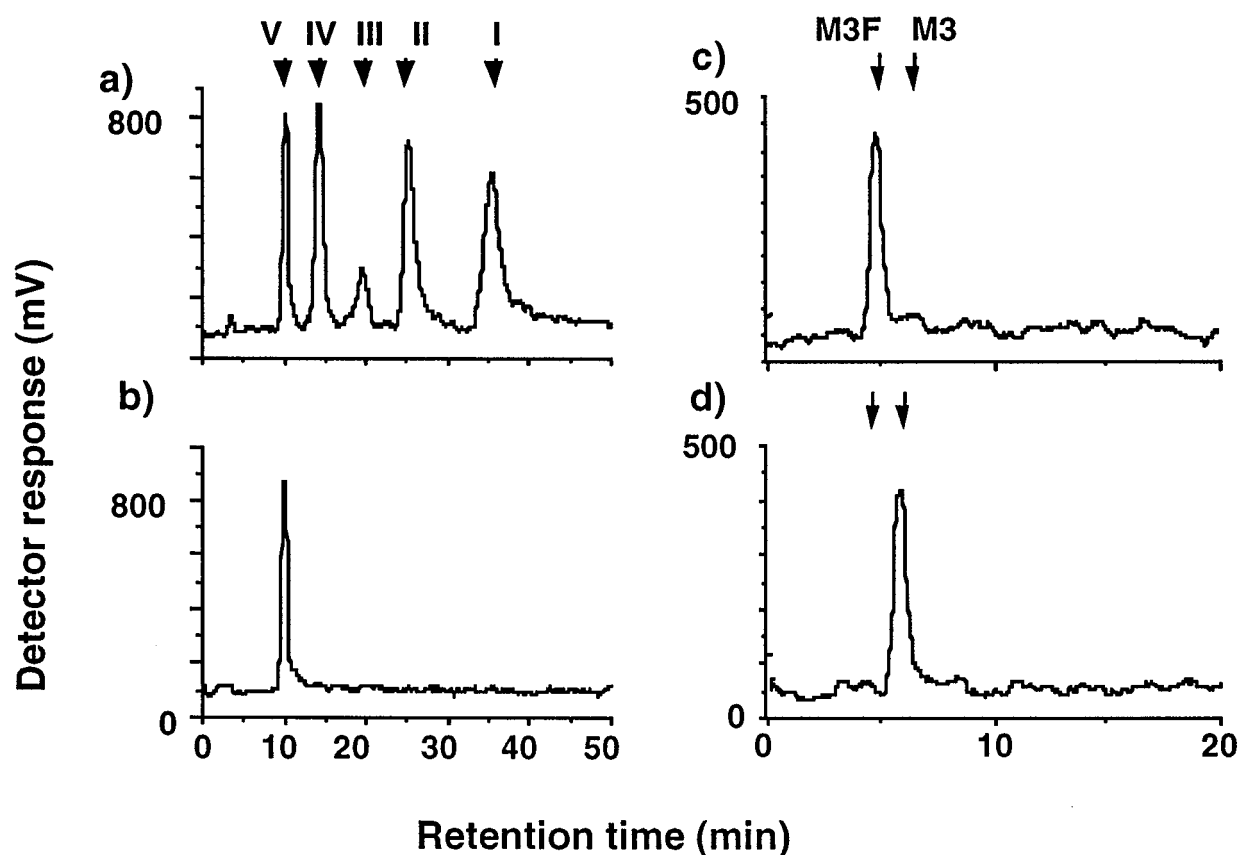 V IV III II I
M3F M3
a)
c)
800
500
b)
d)
800
500
0
0
0 10 20 30 40 50
0 10 20
Detector response (mV)
Retention time (min)